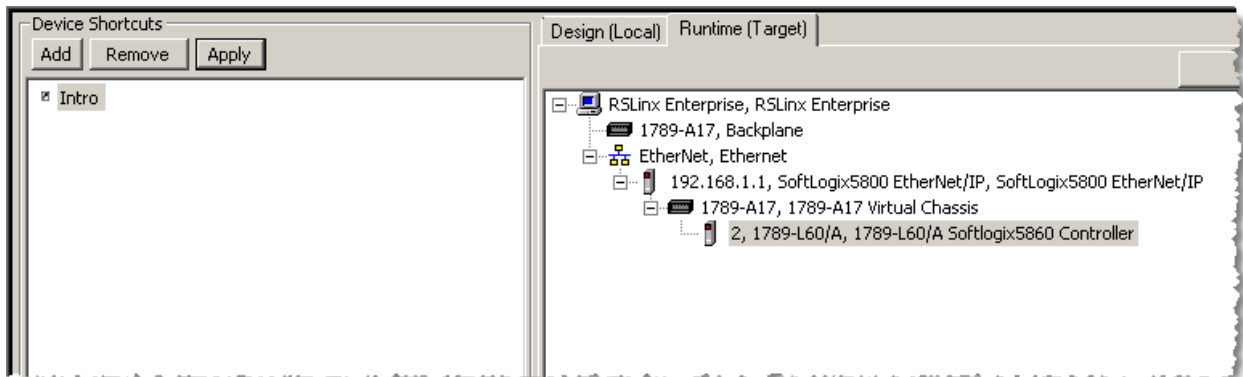 Device Shortcuts
Add Remove Apply
Intro
Design (Local) Runtime (Target)
RSLinx Enterprise, RSLinx Enterprise
1789-A17, Backplane
EtherNet, Ethernet
192.168.1.1, SoftLogix5800 EtherNet/IP, SoftLogix5800 EtherNet/IP
1789-A17, 1789-A17 Virtual Chassis
2, 1789-L60/A, 1789-L60/A Softlogix5860 Controller